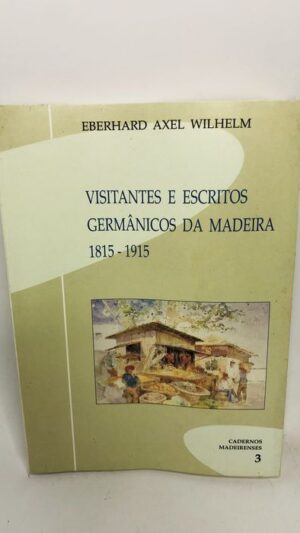 EBERHARD AXEL WILHELM
VISITANTES E ESCRITOS
GERMÂNICOS DA MADEIRA
1815 - 1915
CADERNOS
MADEIRENSES
3